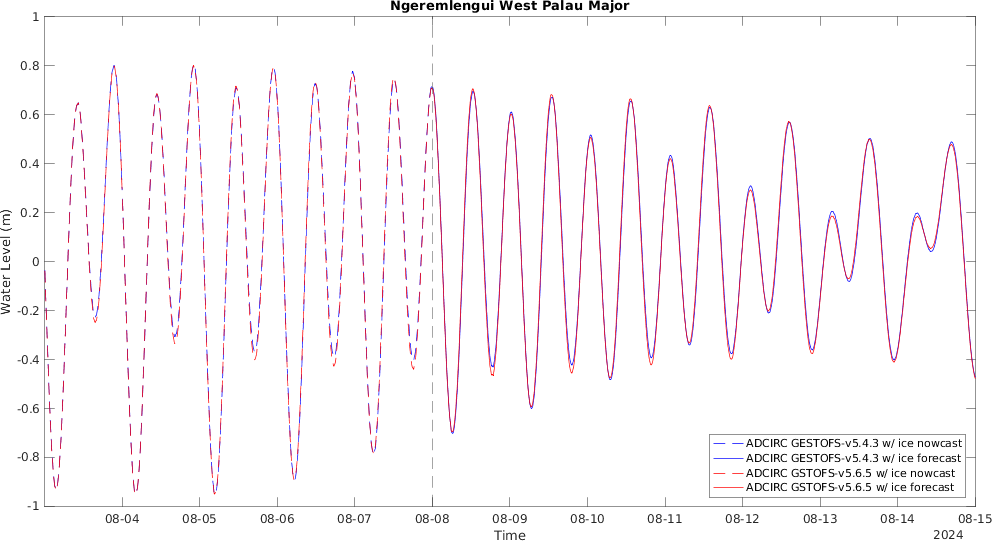 Ngeremlengui West Palau Major
1
0.8
0.6
0.4
0.2
0
-0.2
-0.4
-0.6
-0.8
-1
Water Level (m)
08-04 08-05 08-06 08-07 08-08 08-09 08-10 08-11 08-12 08-13 08-14 08-15
Time
2024
ADCIRC GESTOFS-v5.4.3 w/ ice nowcast
ADCIRC GESTOFS-v5.4.3 w/ ice forecast
ADCIRC GSTOFS-v5.6.5 w/ ice nowcast
ADCIRC GSTOFS-v5.6.5 w/ ice forecast